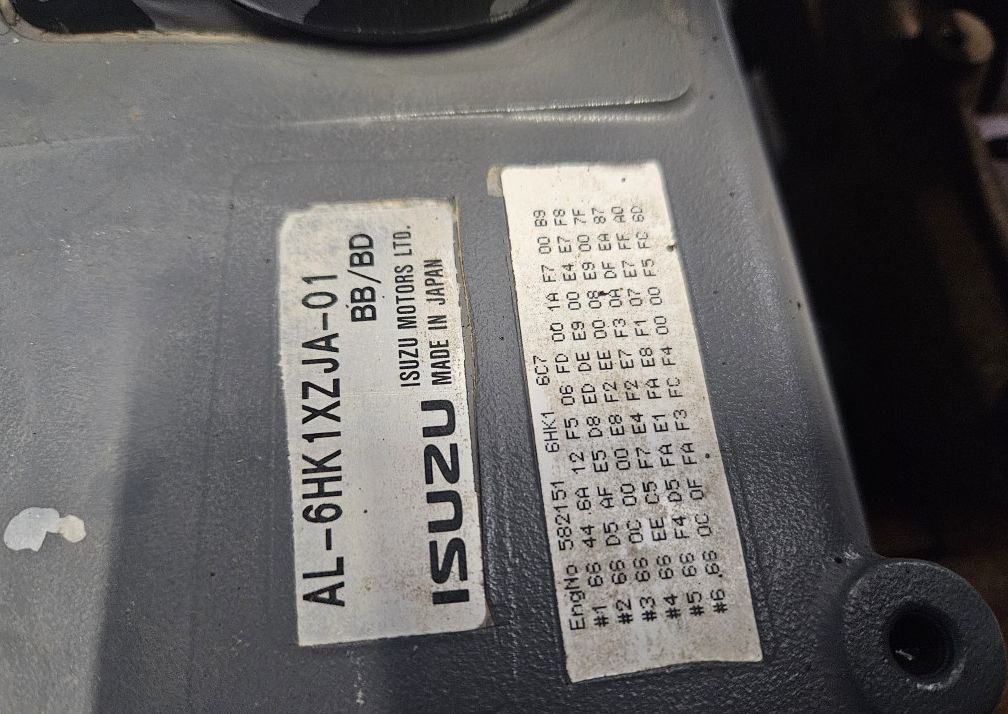 AL-6HK1XZJA-01
BB/BD
ISUZU
ISUZU MOTORS LTD.
MADE IN JAPAN
EngNo 582151 6HK1 6C7
#1 66 44 6A 12 F5 06 FD 00 1A F7 00 B9
#2 66 D5 AF E5 D8 ED DE E9 00 E4 E7 F8
#3 66 0C 00 00 E8 F2 EE 00 08 E9 00 7F
#4 66 EE C5 F7 E4 F2 E7 F3 0A DF EA 87
#5 66 F4 D5 FA E1 FA E8 F1 07 E7 FF A0
#6 66 0C 0F FA F3 FC F4 00 00 F5 FC 6D